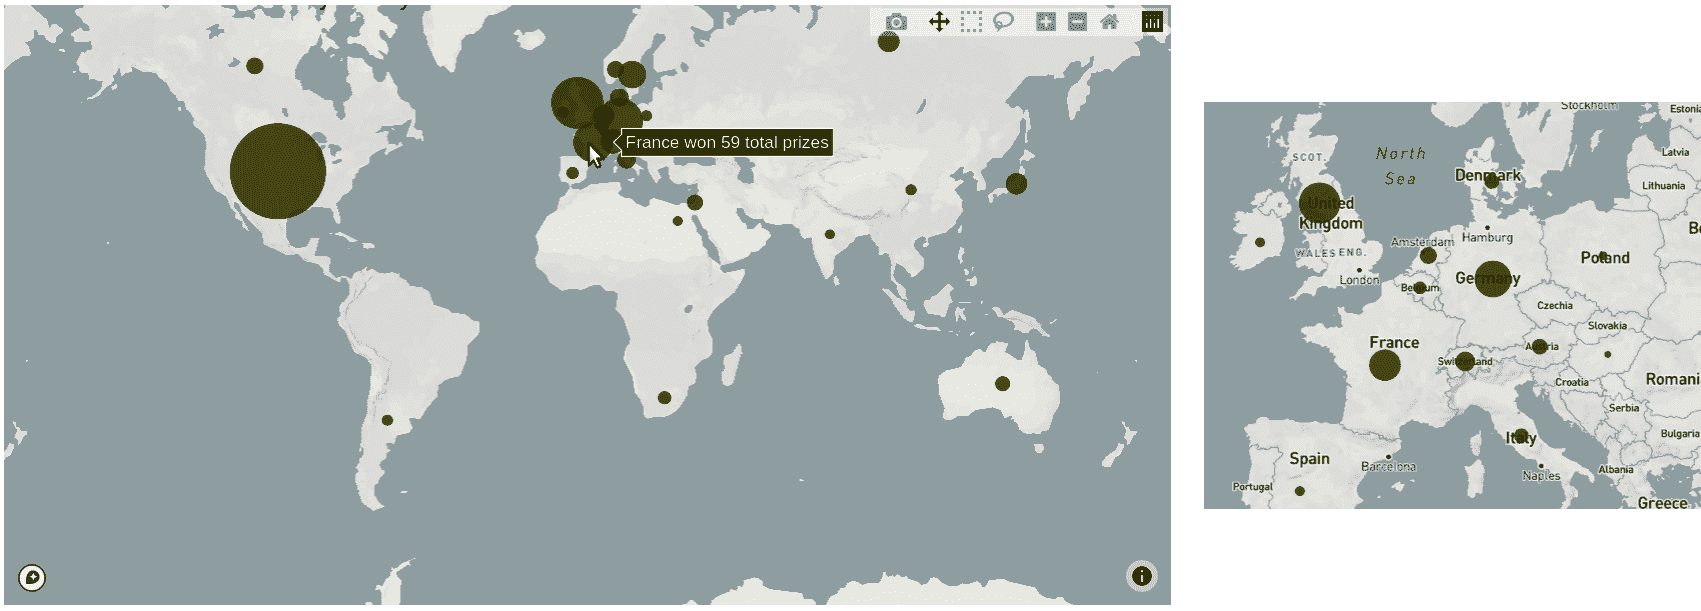 France won 59 total prizes
Stockholm
Estonia
North
Sea
SCOT.
Latvia
Denmark
Lithuania
United
Kingdom
Amsterdam
Hamburg
WALES ENG.
Poland
London
Belgium
Germany
Czechia
Slovakia
France
Switzerland
Austria
Croatia
Romani
Serbia
Bulgaria
Italy
Spain
Barcelona
Naples
Albania
Portugal
Greece